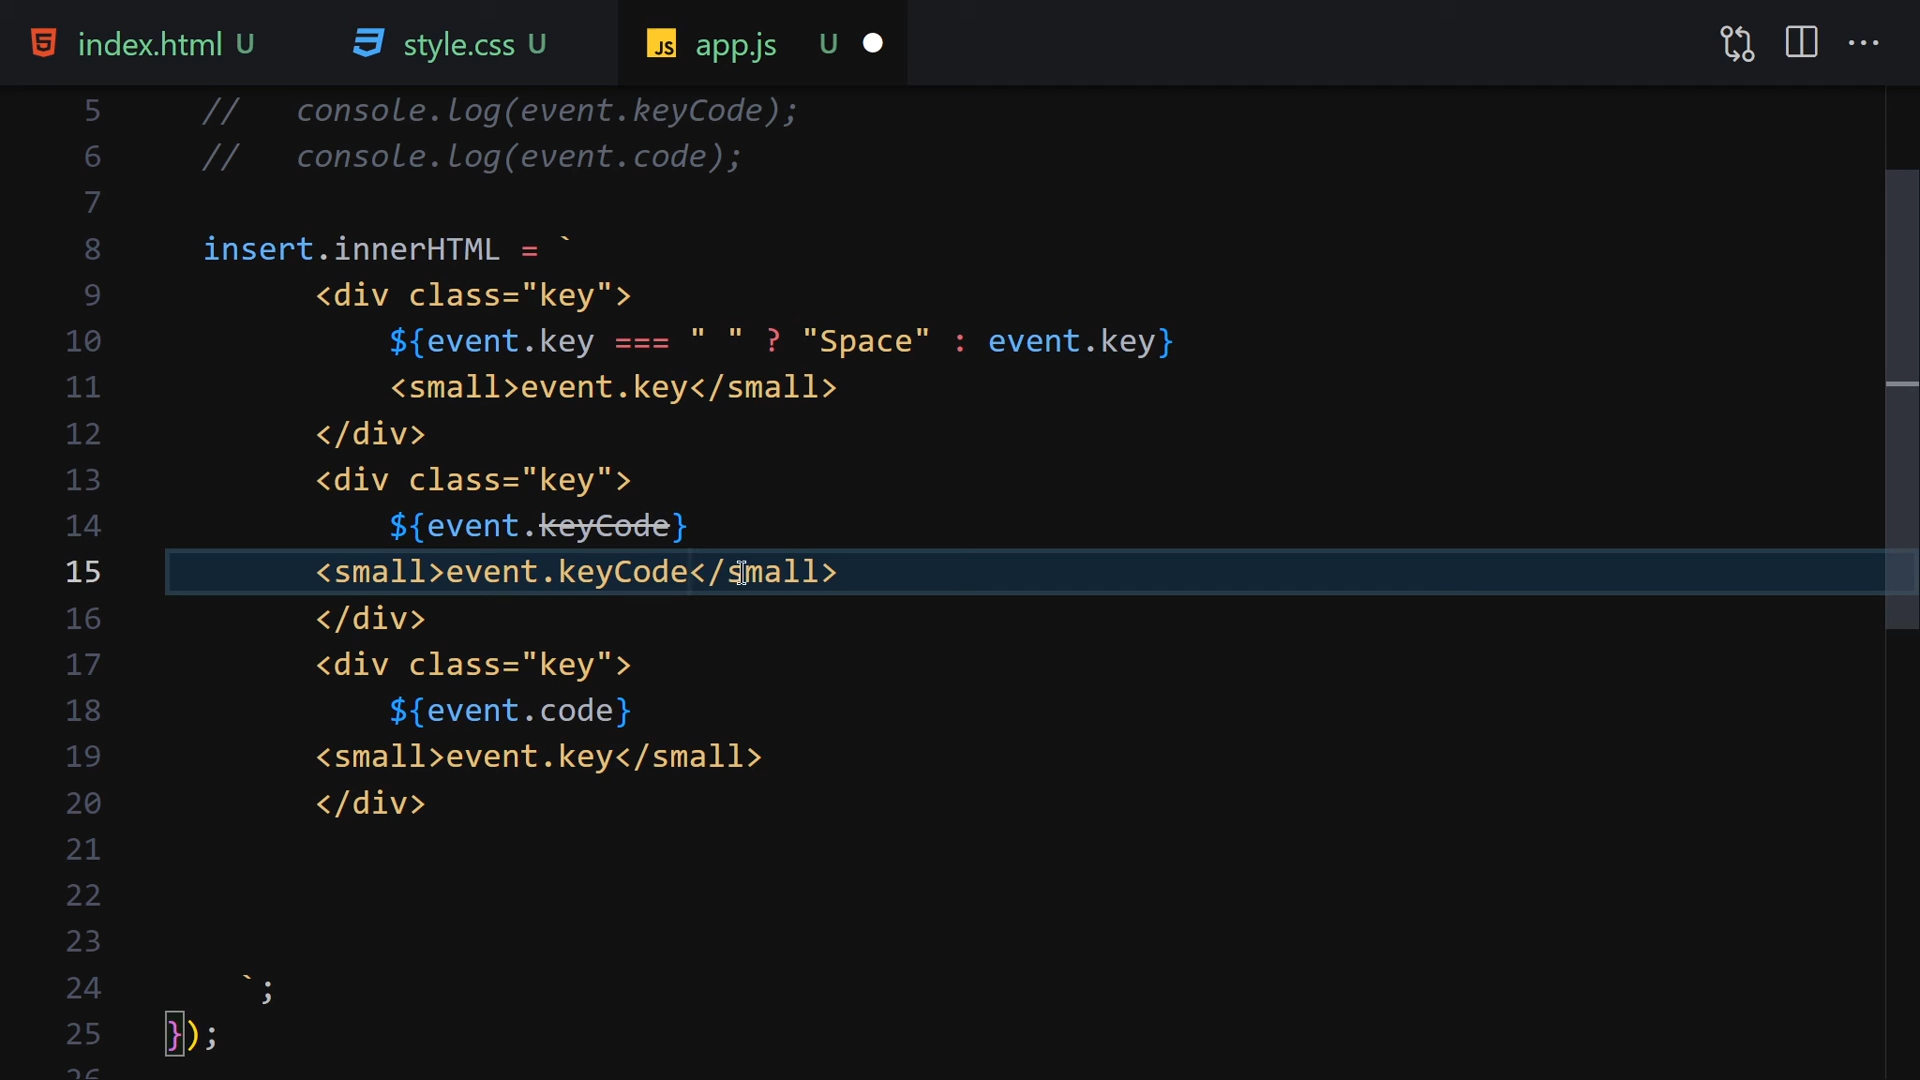 index.html U style.css U JS app.js U
5 // console.log(event.keyCode);
6 // console.log(event.code);
7
8 insert.innerHTML = `
9 <div class="key">
10 ${event.key === " " ? "Space" : event.key}
11 <small>event.key</small>
12 </div>
13 <div class="key">
14 ${event.keyCode}
15 <small>event.keyCode</small>
16 </div>
17 <div class="key">
18 ${event.code}
19 <small>event.key</small>
20 </div>
21
22
23
24 `;
25 });
26